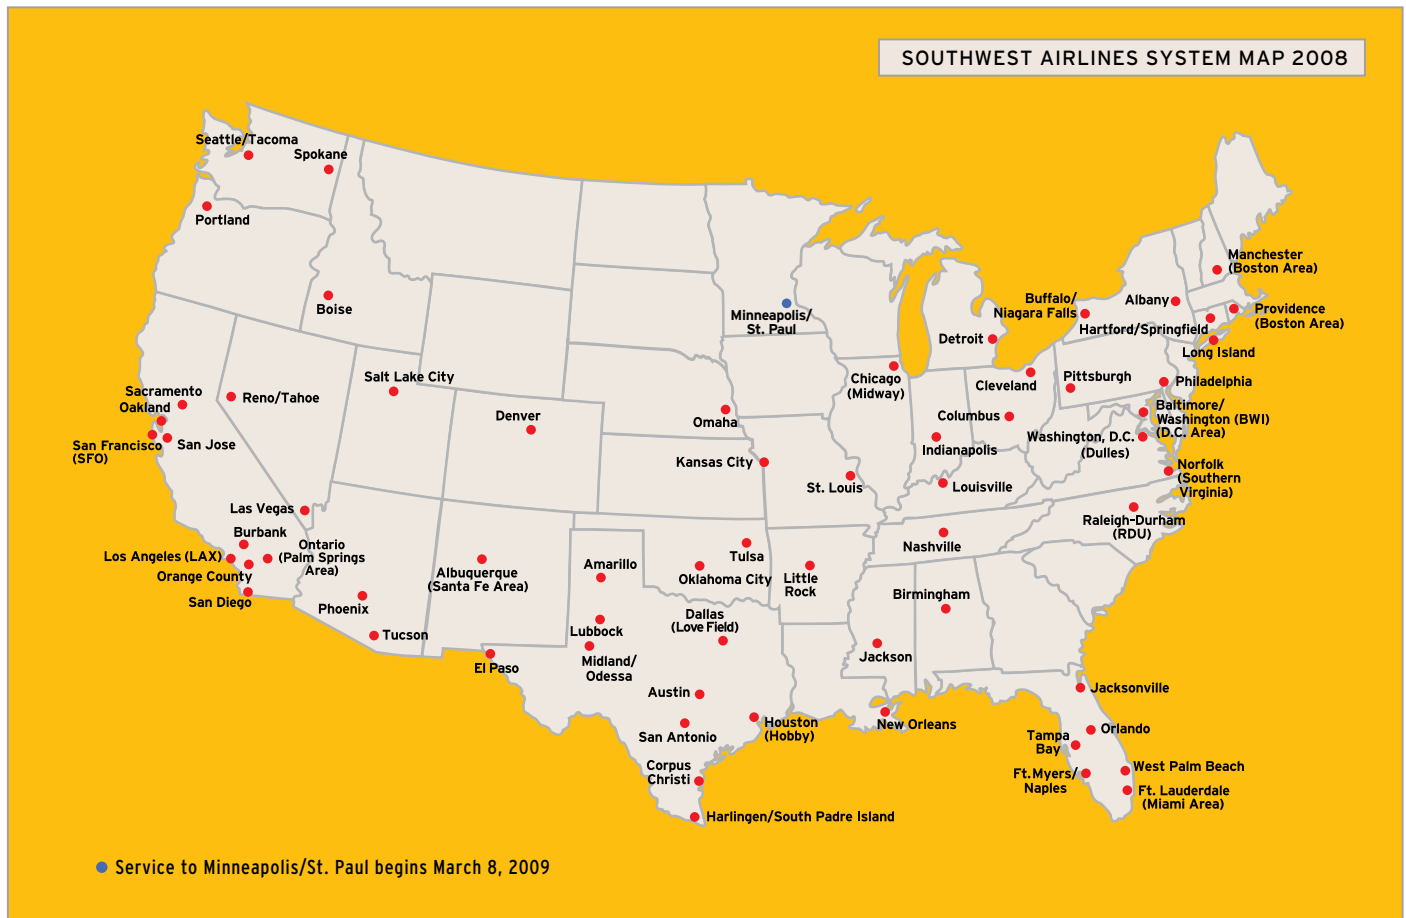 SOUTHWEST AIRLINES SYSTEM MAP 2008
Seattle/Tacoma
Spokane
Portland
Boise
Minneapolis/
St. Paul
Manchester
(Boston Area)
Buffalo/
Niagara Falls
Albany
Providence
(Boston Area)
Hartford/Springfield
Detroit
Long Island
Salt Lake City
Chicago
(Midway)
Cleveland
Pittsburgh
Philadelphia
Sacramento
Reno/Tahoe
Oakland
Denver
Omaha
Columbus
Baltimore/
Washington (BWI)
(D.C. Area)
San Francisco
(SFO)
San Jose
Indianapolis
Washington, D.C.
(Dulles)
Kansas City
St. Louis
Louisville
Norfolk
(Southern
Virginia)
Las Vegas
Burbank
Raleigh-Durham
(RDU)
Los Angeles (LAX)
Ontario
(Palm Springs
Area)
Orange County
San Diego
Nashville
Tulsa
Albuquerque
(Santa Fe Area)
Amarillo
Oklahoma City
Little
Rock
Phoenix
Birmingham
Tucson
Lubbock
Dallas
(Love Field)
El Paso
Midland/
Odessa
Jackson
Austin
Jacksonville
San Antonio
Houston
(Hobby)
New Orleans
Orlando
Tampa
Bay
Corpus
Christi
Ft. Myers/
Naples
West Palm Beach
Ft. Lauderdale
(Miami Area)
Harlingen/South Padre Island
Service to Minneapolis/St. Paul begins March 8, 2009